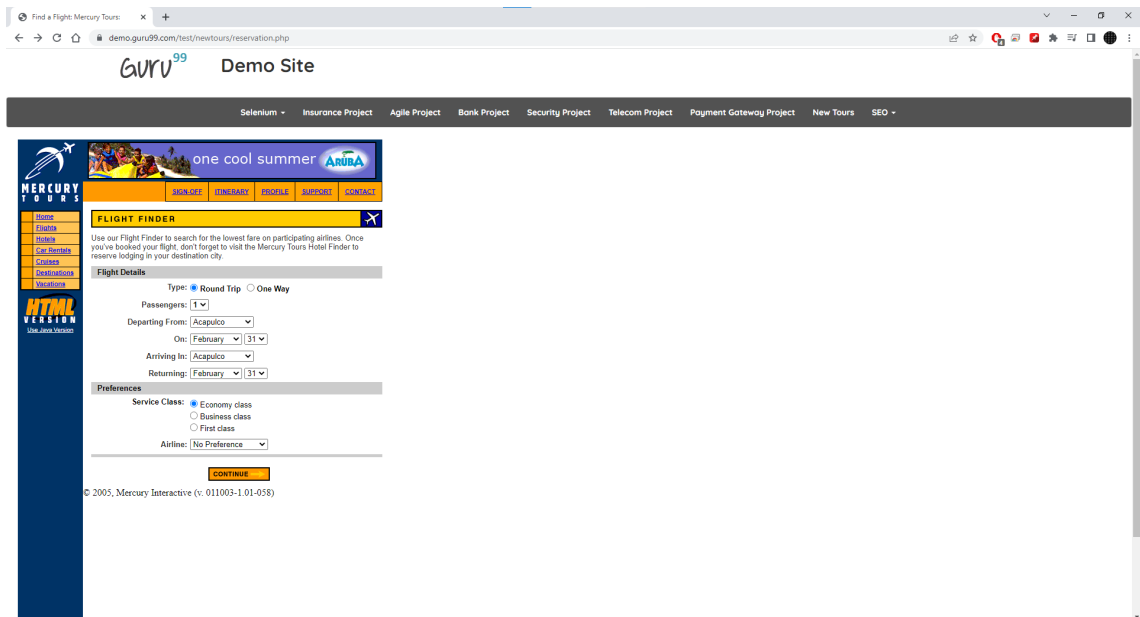 Find a Flight: Mercury Tours:
demo.guru99.com/test/newtours/reservation.php
4
Guru99 Demo Site
Selenium Insurance Project Agile Project Bank Project Security Project Telecom Project Payment Gateway Project New Tours SEO
MERCURY
TOURS
one cool summer ARUBA
SIGN-OFF ITINERARY PROFILE SUPPORT CONTACT
Home
Flights
Hotels
Car Rentals
Cruises
Destinations
Vacations
HTML
VERSION
Use Java Version
FLIGHT FINDER
Use our Flight Finder to search for the lowest fare on participating airlines. Once
you've booked your flight, don't forget to visit the Mercury Tours Hotel Finder to
reserve lodging in your destination city.
Flight Details
Type: Round Trip One Way
Passengers: 1
Departing From: Acapulco
On: February 31
Arriving In: Acapulco
Returning: February 31
Preferences
Service Class: Economy class
Business class
First class
Airline: No Preference
CONTINUE
© 2005, Mercury Interactive (v. 011003-1.01-058)